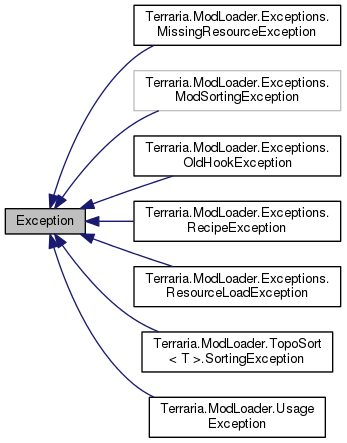 Terraria.ModLoader.Exceptions.
MissingResourceException
Terraria.ModLoader.Exceptions.
ModSortingException
Terraria.ModLoader.Exceptions.
OldHookException
Exception
Terraria.ModLoader.Exceptions.
RecipeException
Terraria.ModLoader.Exceptions.
ResourceLoadException
Terraria.ModLoader.TopoSort
< T >.SortingException
Terraria.ModLoader.Usage
Exception